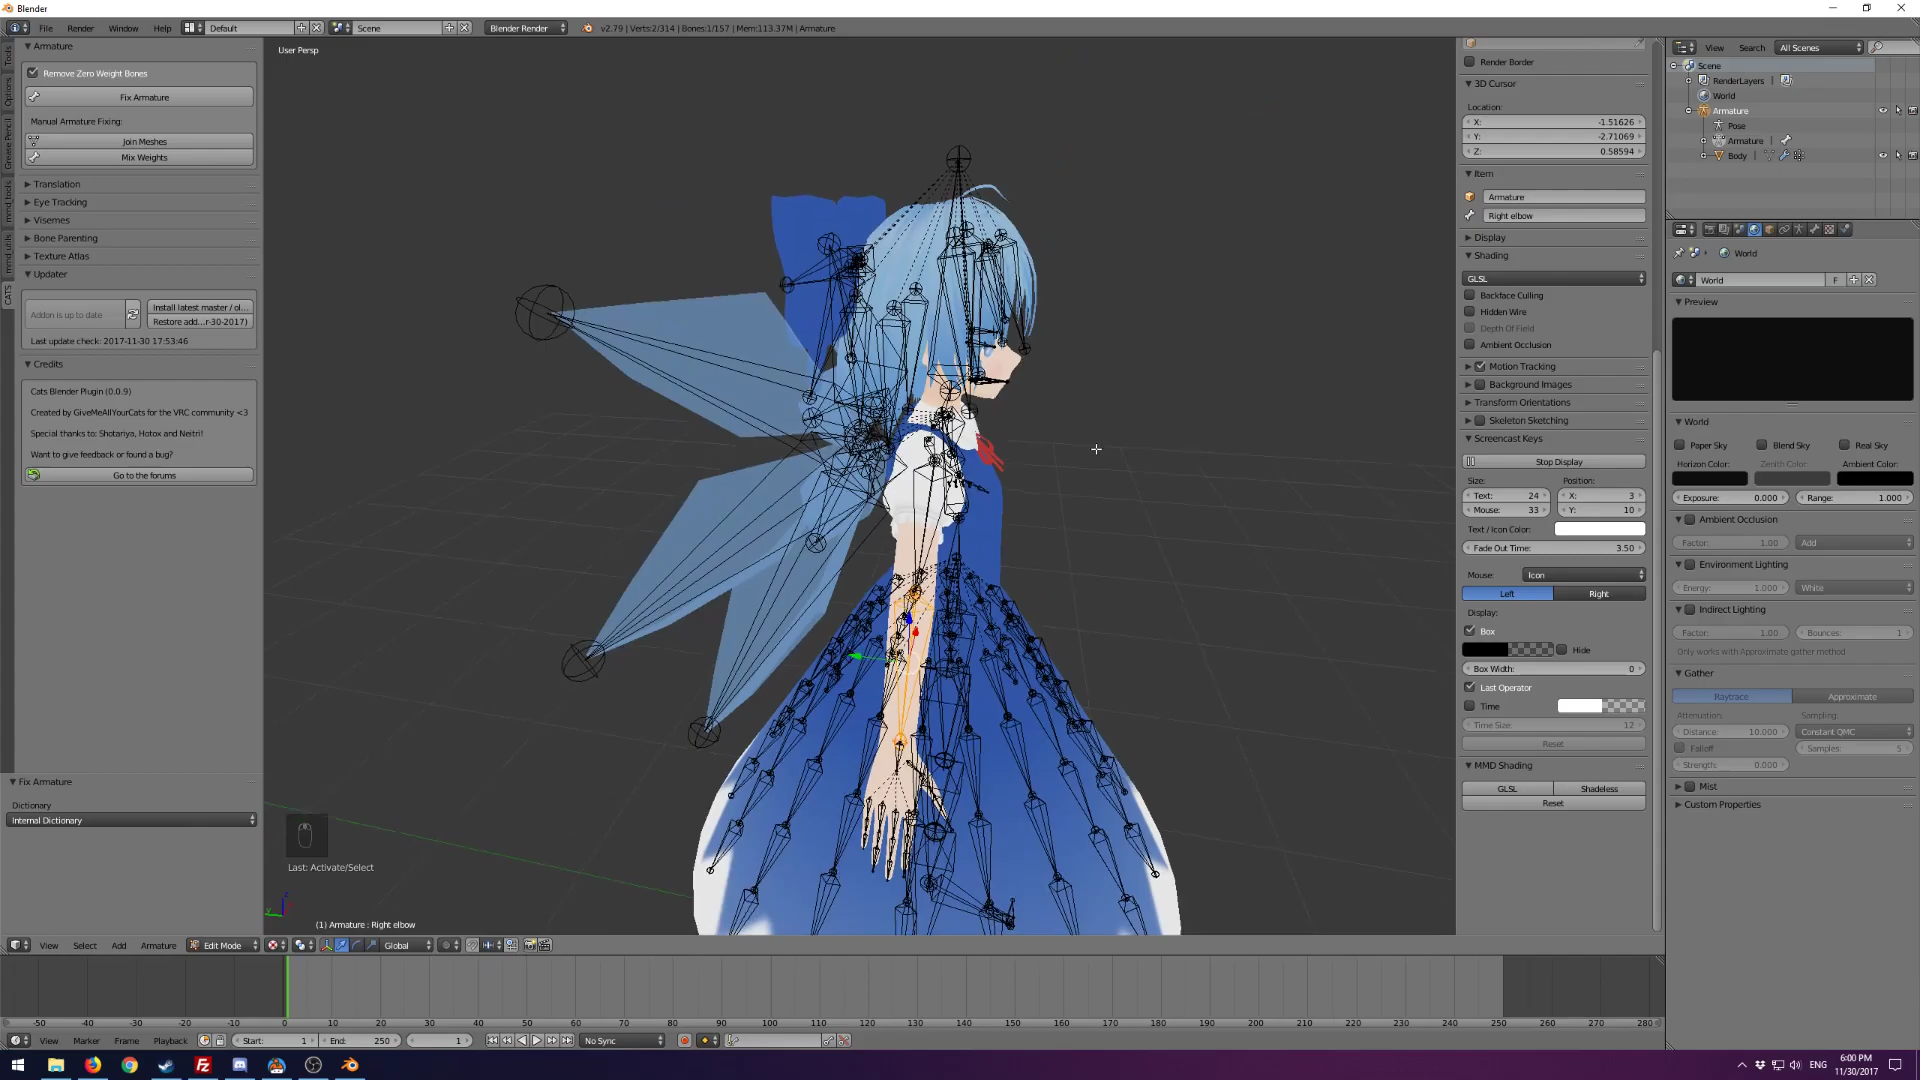 Blender
File Render Window Help Default Scene Blender Render v2.79 | Verts:2/314 | Bones:1/157 | Mem:113.37M | Armature
Armature
Remove Zero Weight Bones
Fix Armature
Manual Armature Fixing:
Join Meshes
Mix Weights
Translation
Eye Tracking
Visemes
Bone Parenting
Texture Atlas
Updater
Addon is up to date
Install latest master / ol...
Restore add...r-30-2017)
Last update check: 2017-11-30 17:53:46
Credits
Cats Blender Plugin (0.0.9)
Created by GiveMeAllYourCats for the VRC community <3
Special thanks to: Shotariya, Hotox and Neitri!
Want to give feedback or found a bug?
Go to the forums
Fix Armature
Dictionary
Internal Dictionary
Tools
Options
Grease Pencil
mmd_tools
mmd_utils
CATS
User Persp
Last: Activate/Select
(1) Armature : Right elbow
View Select Add Armature Edit Mode Global
Render Border
3D Cursor
Location:
X: -1.51626
Y: -2.71069
Z: 0.58594
Item
Armature
Right elbow
Display
Shading
GLSL
Backface Culling
Hidden Wire
Depth Of Field
Ambient Occlusion
Motion Tracking
Background Images
Transform Orientations
Skeleton Sketching
Screencast Keys
Stop Display
Size: Position:
Text: 24 X: 3
Mouse: 33 Y: 10
Text / Icon Color:
Fade Out Time: 3.50
Mouse: Icon
Left Right
Display:
Box
Hide
Box Width: 0
Last Operator
Time
Time Size: 12
Reset
MMD Shading
GLSL Shadeless
Reset
View Search All Scenes
Scene
RenderLayers
World
Armature
Pose
Armature
Body
World
World F
Preview
World
Paper Sky Blend Sky Real Sky
Horizon Color: Zenith Color: Ambient Color:
Exposure: 0.000 Range: 1.000
Ambient Occlusion
Factor: 1.00 Add
Environment Lighting
Energy: 1.000 White
Indirect Lighting
Factor: 1.00 Bounces: 1
Only works with Approximate gather method
Gather
Raytrace Approximate
Attenuation: Sampling:
Distance: 10.000 Constant QMC
Falloff Samples: 5
Strength: 0.000
Mist
Custom Properties
-50 -40 -30 -20 -10 0 10 20 30 40 50 60 70 80 90 100 110 120 130 140 150 160 170 180 190 200 210 220 230 240 250 260 270 280
View Marker Frame Playback Start: 1 End: 250 1 No Sync
ENG
6:00 PM
11/30/2017